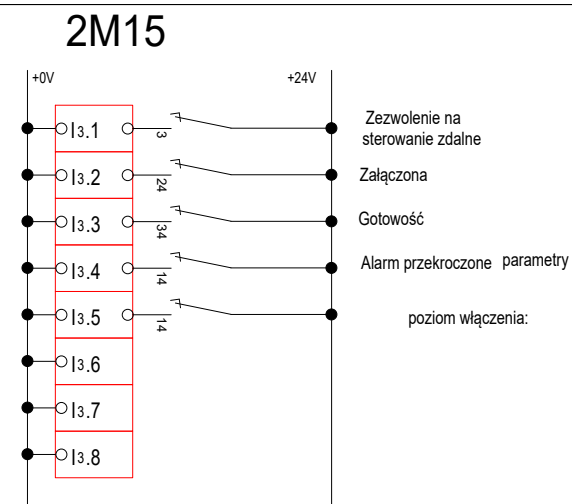 2M15
+0V +24V
I3.1 3 Zezwolenie na
sterowanie zdalne
I3.2 24 Załączona
I3.3 34 Gotowość
I3.4 14 Alarm przekroczone parametry
I3.5 14 poziom włączenia:
I3.6
I3.7
I3.8